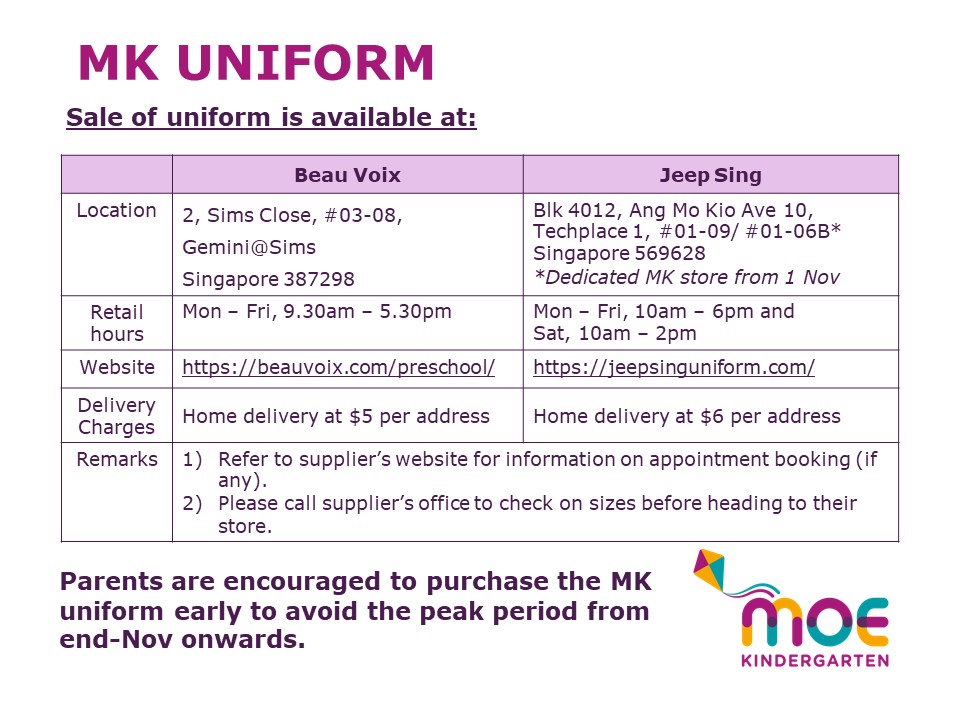 MK UNIFORM
Sale of uniform is available at:
Beau Voix
Jeep Sing
Location
2, Sims Close, #03-08,
Gemini@Sims
Singapore 387298
Blk 4012, Ang Mo Kio Ave 10,
Techplace 1, #01-09/ #01-06B*
Singapore 569628
*Dedicated MK store from 1 Nov
Retail
hours
Mon – Fri, 9.30am – 5.30pm
Mon – Fri, 10am – 6pm and
Sat, 10am – 2pm
Website
https://beauvoix.com/preschool/
https://jeepsinguniform.com/
Delivery
Charges
Home delivery at $5 per address
Home delivery at $6 per address
Remarks
1) Refer to supplier’s website for information on appointment booking (if
any).
2) Please call supplier’s office to check on sizes before heading to their
store.
Parents are encouraged to purchase the MK
uniform early to avoid the peak period from
end-Nov onwards.
moe
KINDERGARTEN